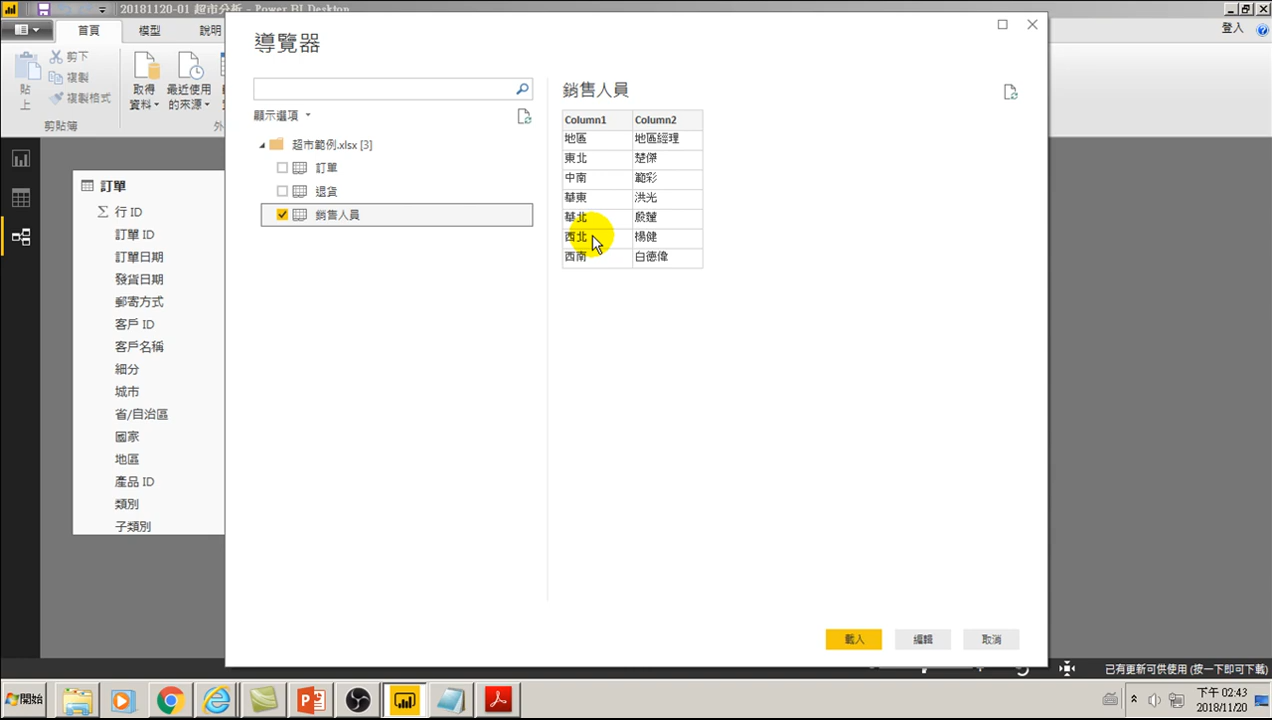 20181120-01 超市分析 - Power BI Desktop
首頁
模型
說明
登入
剪下
複製
複製格式
貼上
剪貼簿
取得資料
最近使用的來源
外
訂單
行 ID
訂單 ID
訂單日期
發貨日期
郵寄方式
客戶 ID
客戶名稱
細分
城市
省/自治區
國家
地區
產品 ID
類別
子類別
導覽器
顯示選項
超市範例.xlsx [3]
訂單
退貨
銷售人員
銷售人員
Column1 Column2
地區 地區經理
東北 楚傑
中南 範彩
華東 洪光
華北
西北 楊健
西南 白德偉
載入
編輯
取消
已有更新可供使用 (按一下即可下載)
開始
下午 02:43
2018/11/20